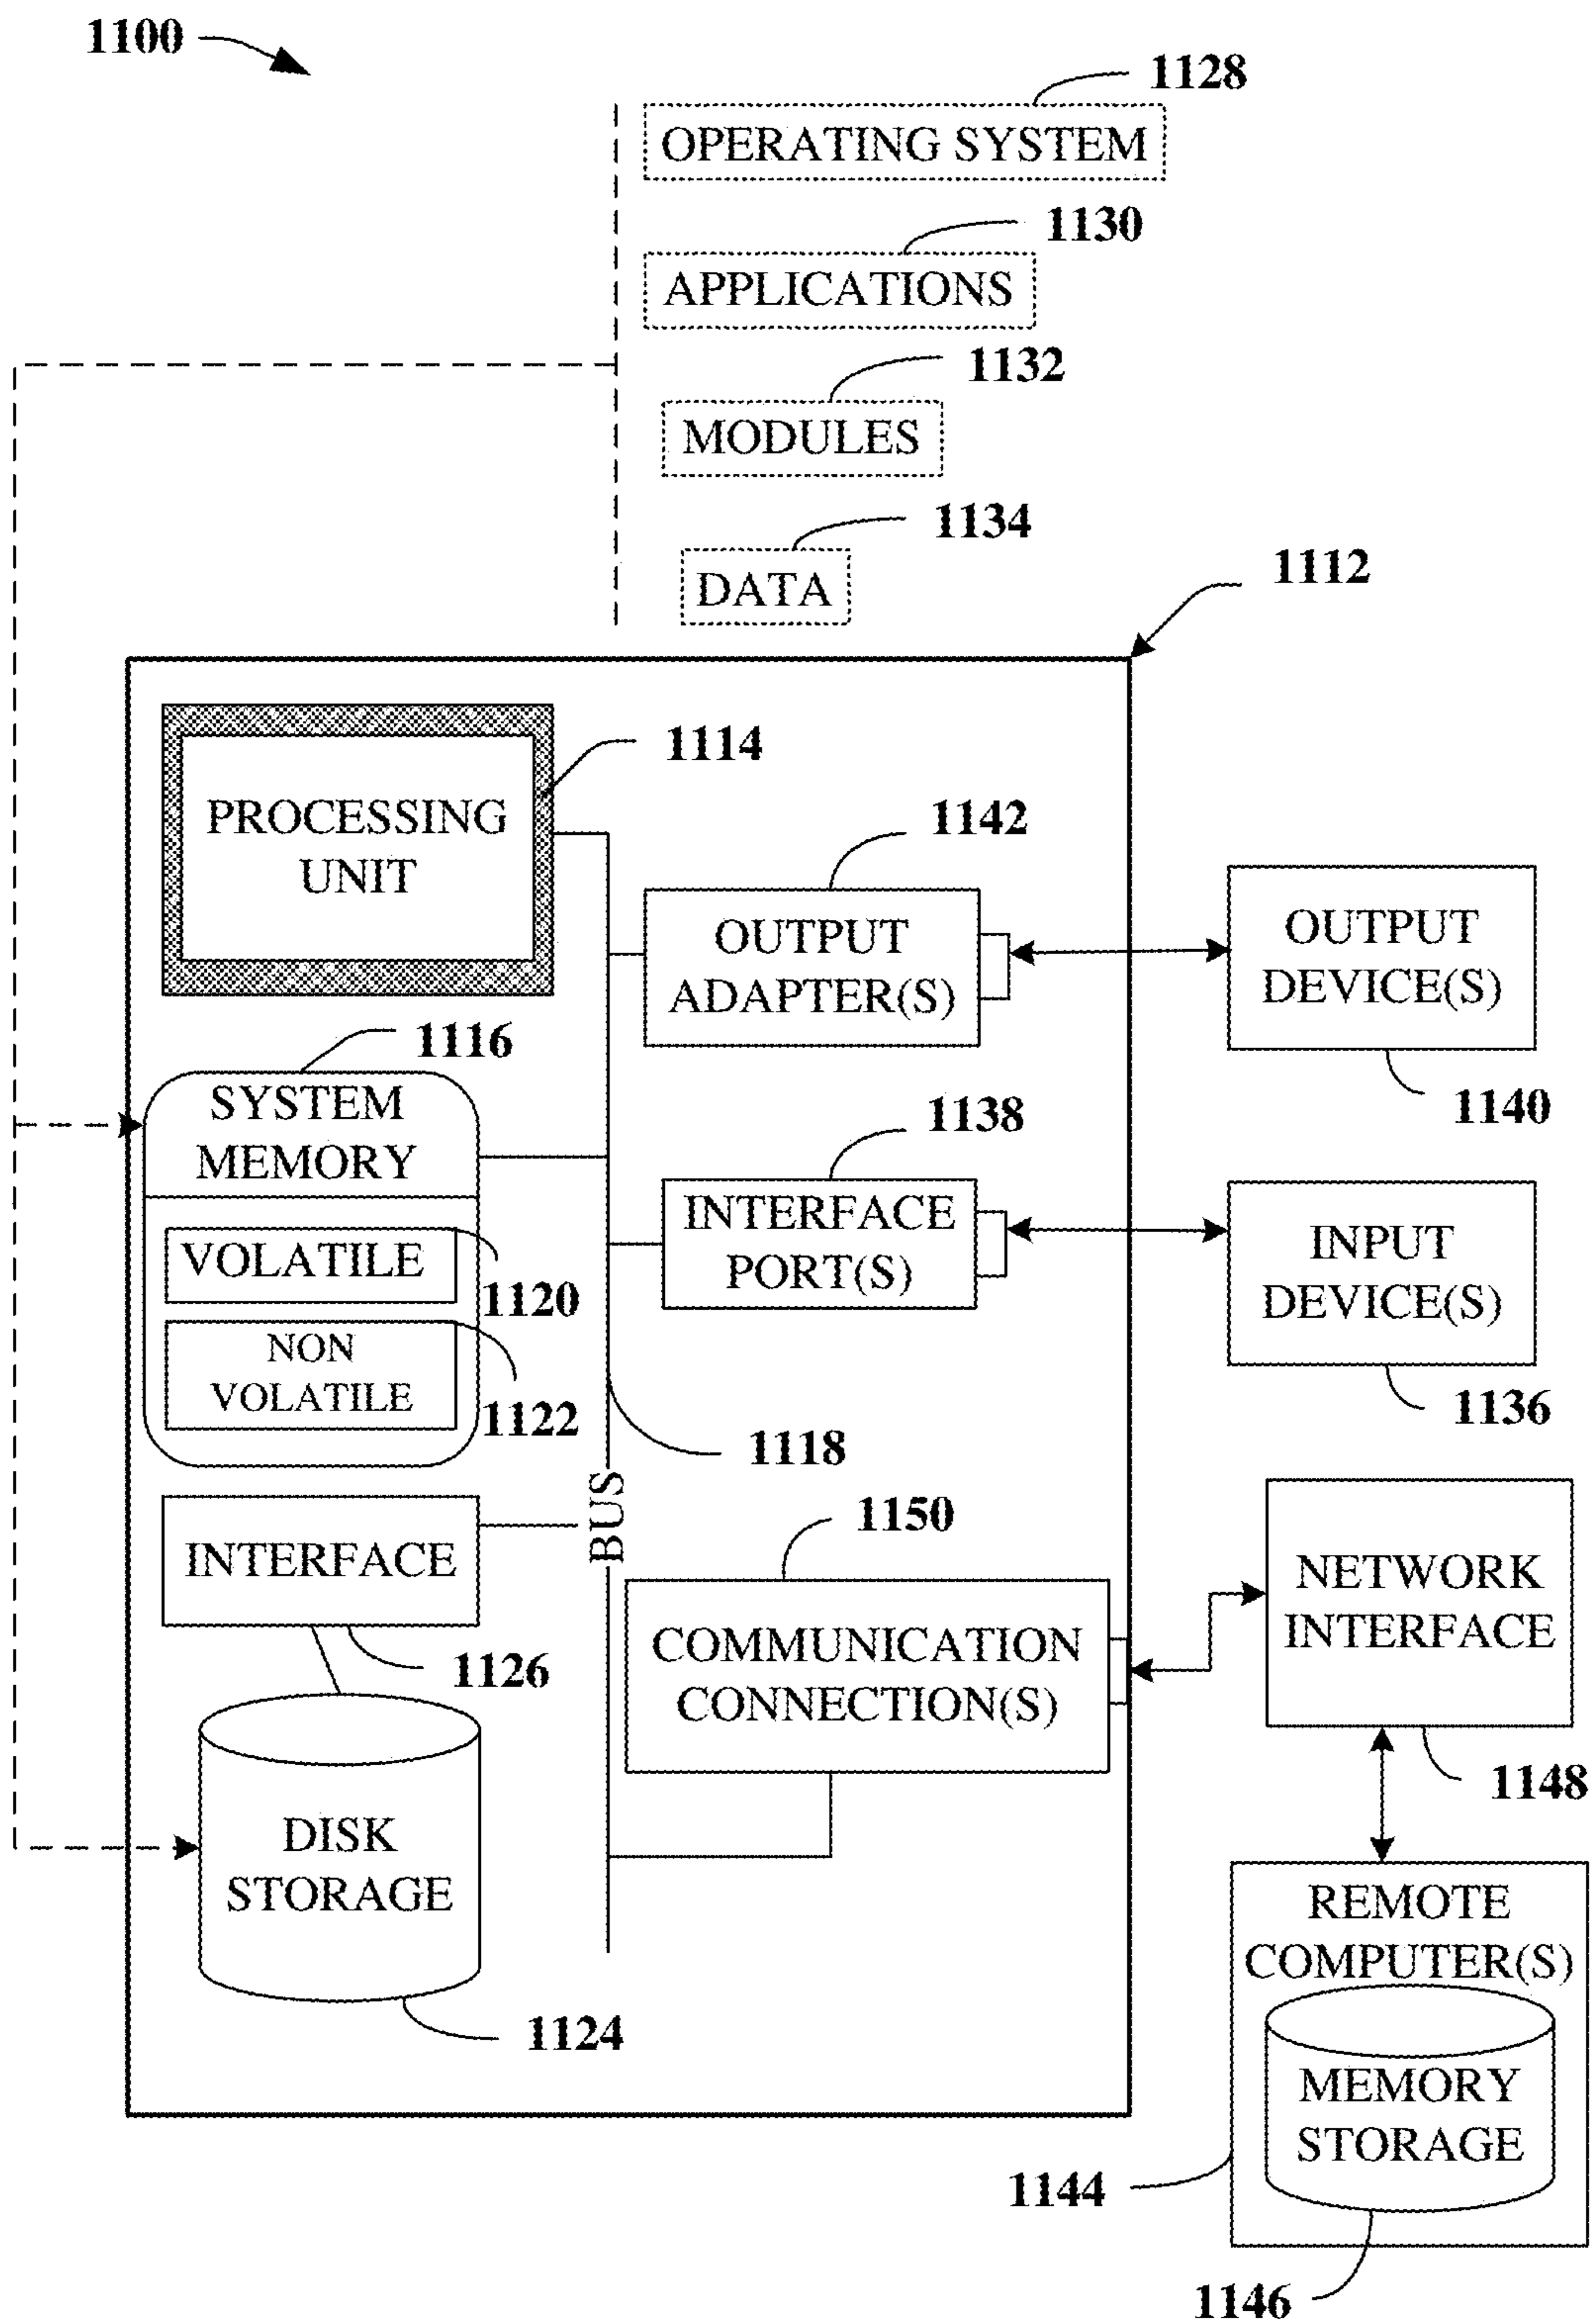 1100
1128
OPERATING SYSTEM
1130
APPLICATIONS
1132
MODULES
1134
DATA
1112
PROCESSING
UNIT
1114
1142
OUTPUT
ADAPTER(S)
OUTPUT
DEVICE(S)
1140
1116
SYSTEM
MEMORY
VOLATILE
1120
NON
VOLATILE
1122
1138
INTERFACE
PORT(S)
INPUT
DEVICE(S)
1136
1118
BUS
INTERFACE
1126
1150
COMMUNICATION
CONNECTION(S)
NETWORK
INTERFACE
1148
DISK
STORAGE
1124
REMOTE
COMPUTER(S)
MEMORY
STORAGE
1144
1146